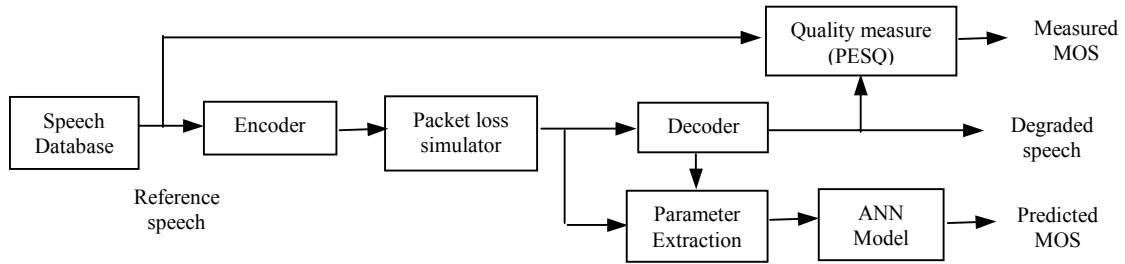 Quality measure
(PESQ)
Measured
MOS
Speech
Database
Encoder
Packet loss
simulator
Decoder
Degraded
speech
Reference
speech
Parameter
Extraction
ANN
Model
Predicted
MOS